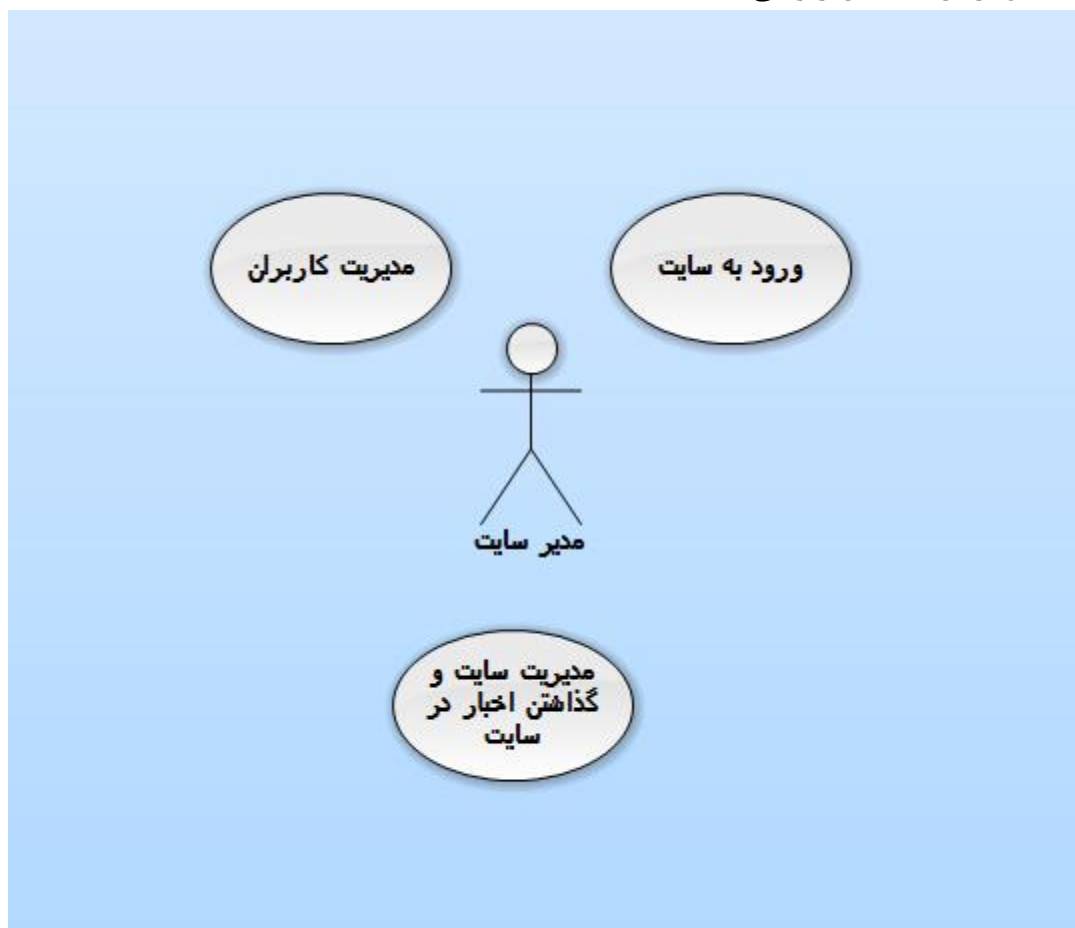 ورود به سایت
مدیریت کاربران
مدیر سایت
مدیریت سایت و
گذاشتن اخبار در
سایت